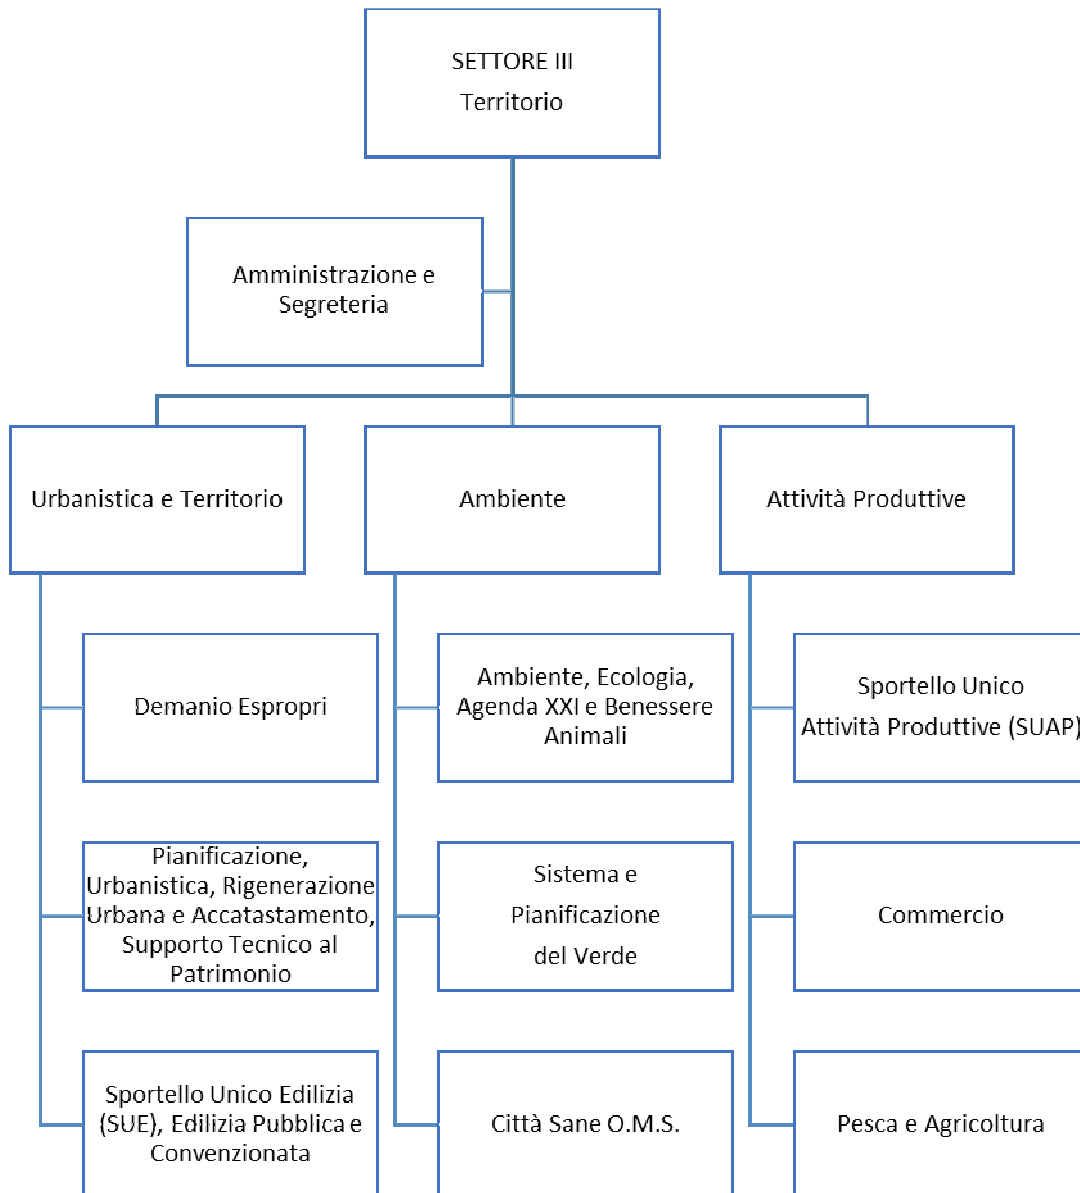 SETTORE III
Territorio
Amministrazione e
Segreteria
Urbanistica e Territorio
Ambiente
Attività Produttive
Demanio Espropri
Ambiente, Ecologia,
Agenda XXI e Benessere
Animali
Sportello Unico
Attività Produttive (SUAP)
Pianificazione,
Urbanistica, Rigenerazione
Urbana e Accatastamento,
Supporto Tecnico al
Patrimonio
Sistema e
Pianificazione
del Verde
Commercio
Sportello Unico Edilizia
(SUE), Edilizia Pubblica e
Convenzionata
Città Sane O.M.S.
Pesca e Agricoltura